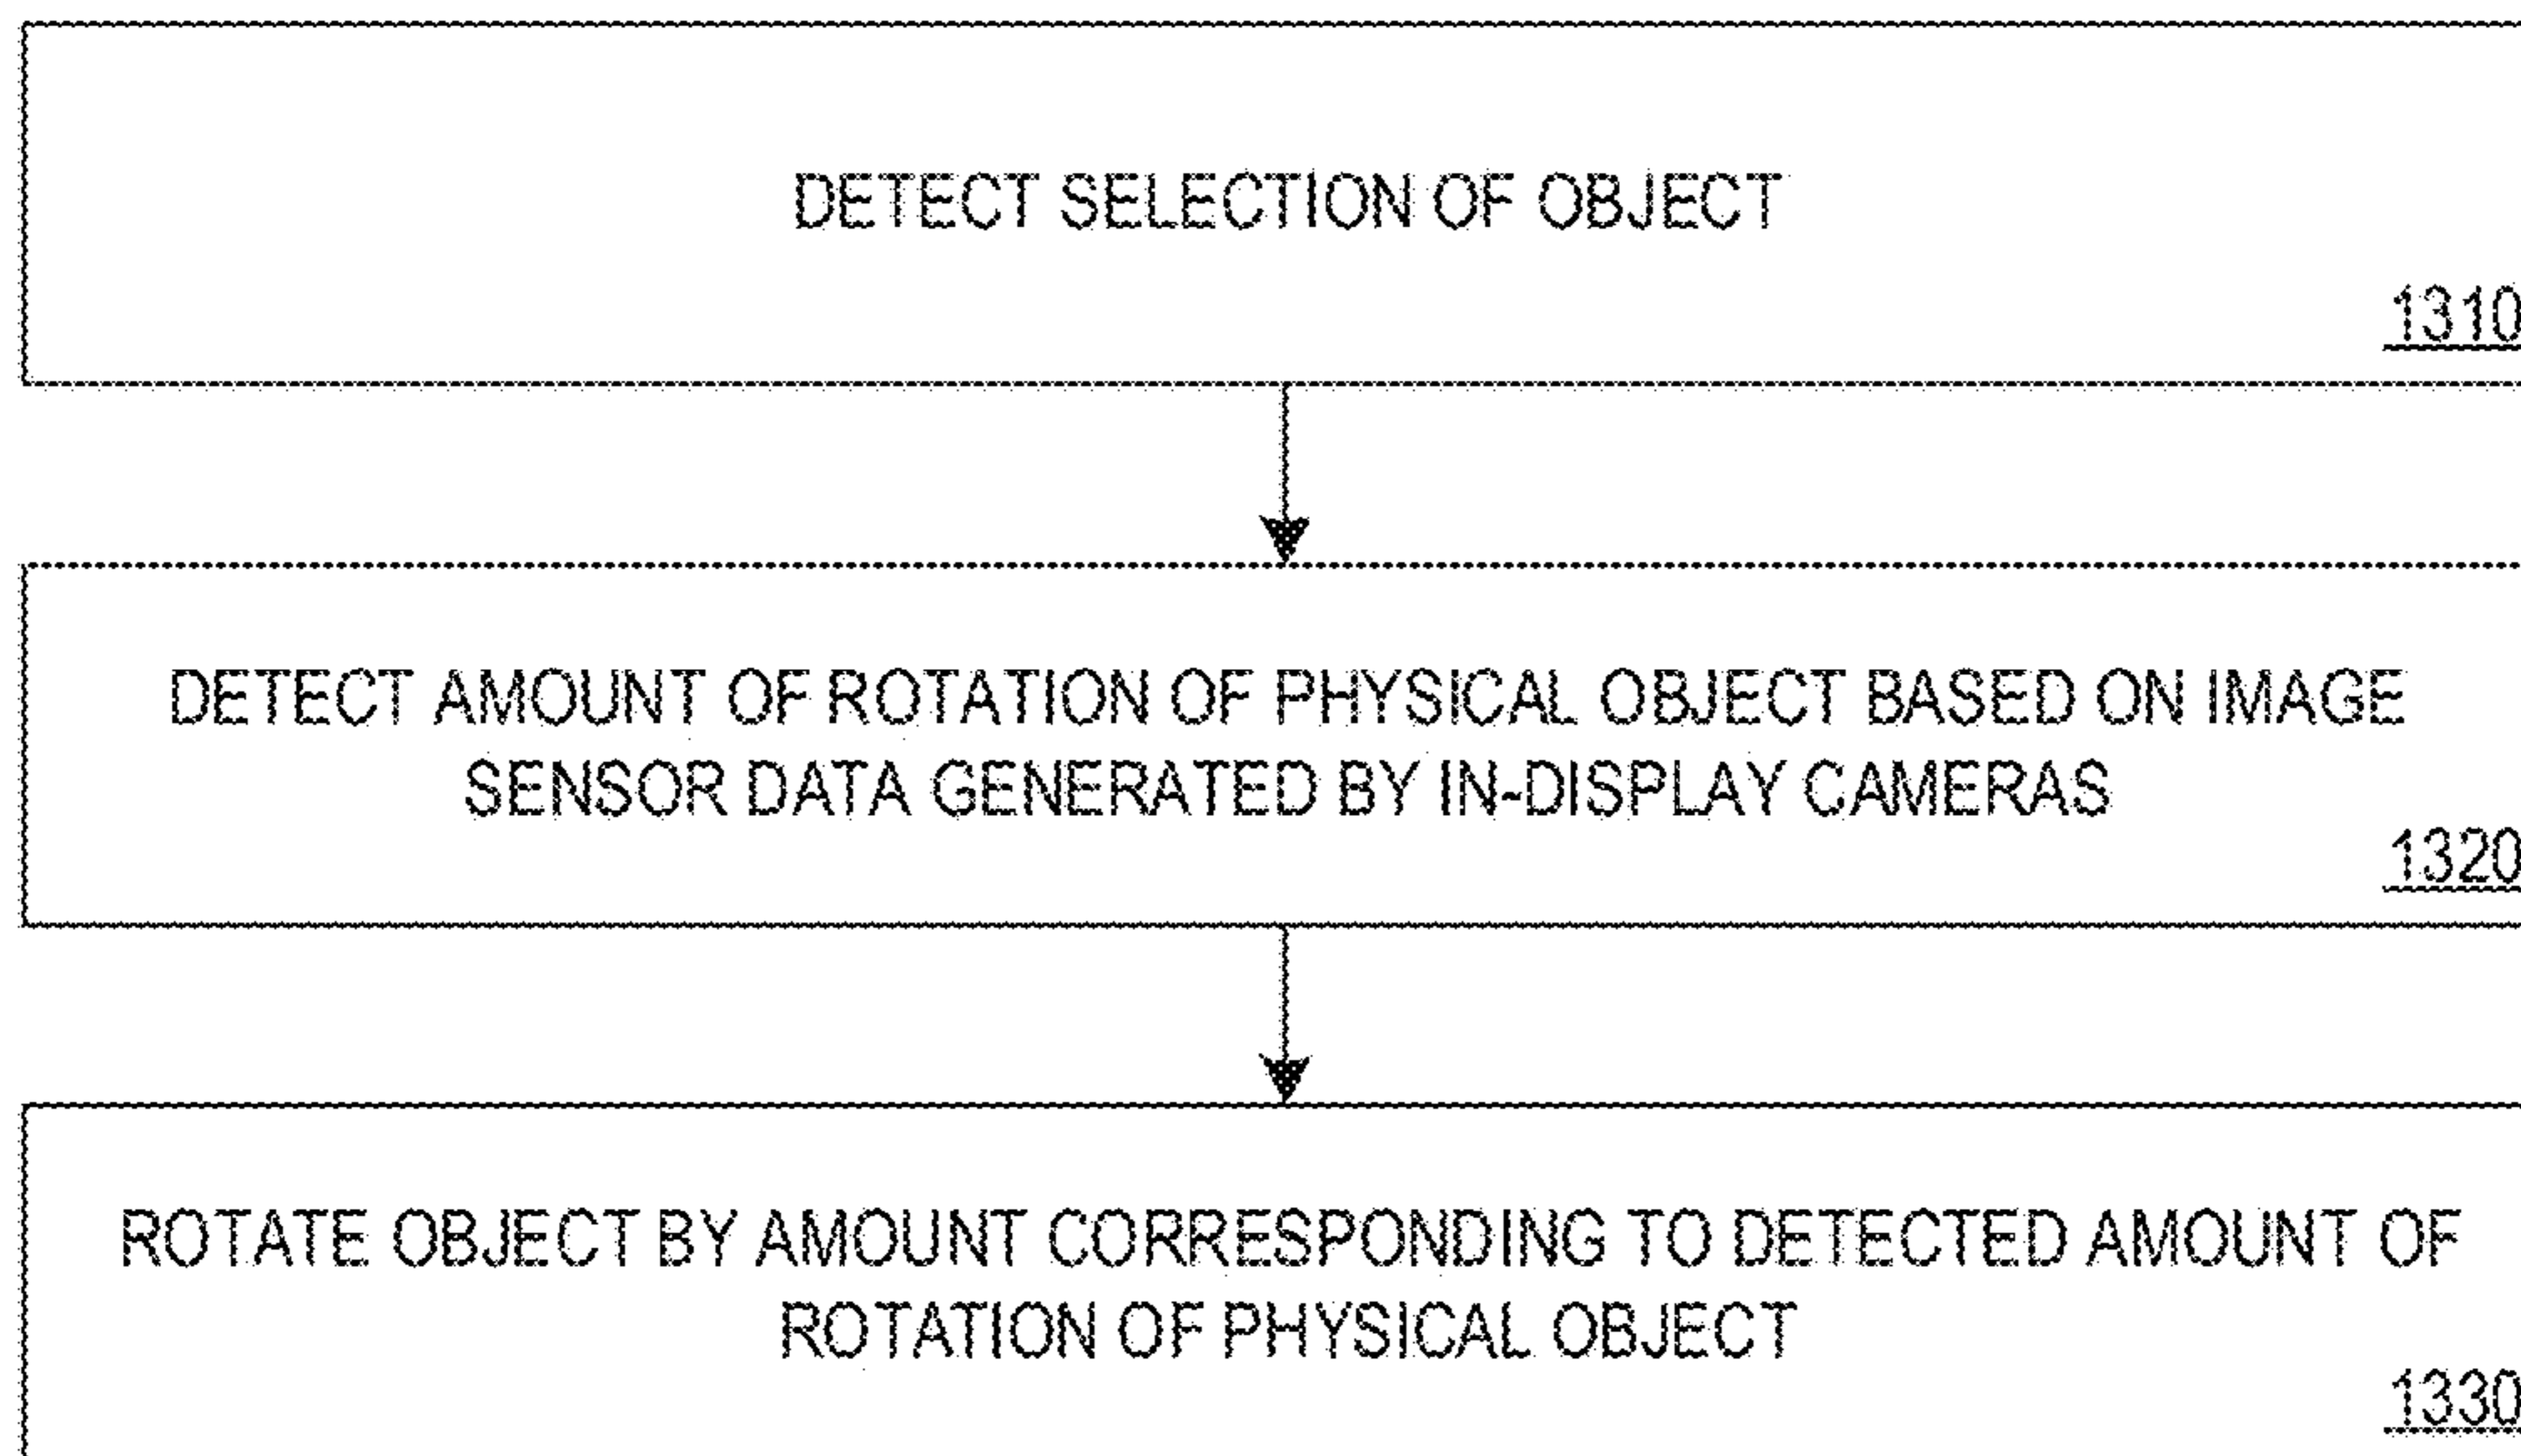 DETECT SELECTION OF OBJECT
1310
DETECT AMOUNT OF ROTATION OF PHYSICAL OBJECT BASED ON IMAGE
SENSOR DATA GENERATED BY IN-DISPLAY CAMERAS
1320
ROTATE OBJECT BY AMOUNT CORRESPONDING TO DETECTED AMOUNT OF
ROTATION OF PHYSICAL OBJECT
1330